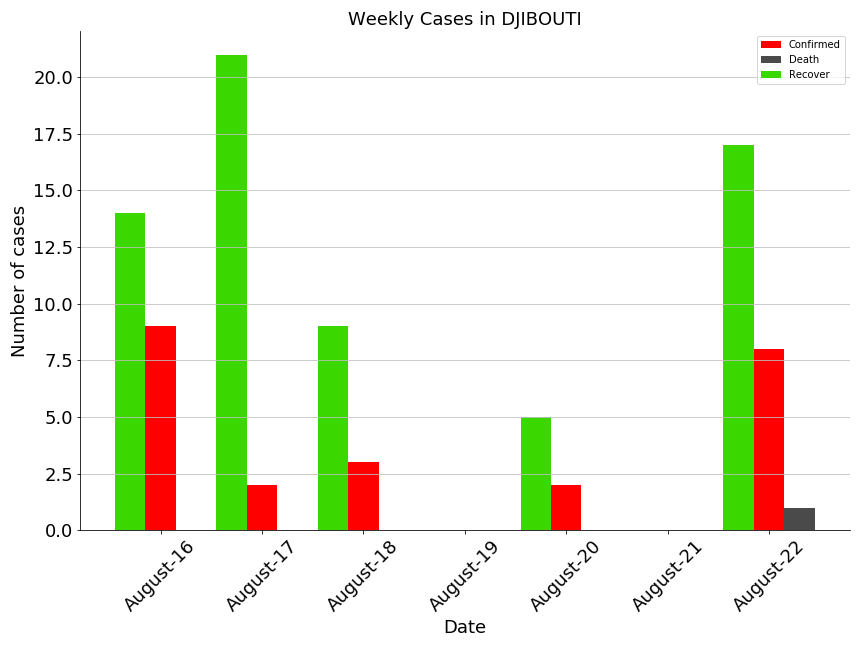 Weekly Cases in DJIBOUTI
Confirmed
Death
Recover
Number of cases
20.0
17.5
15.0
12.5
10.0
7.5
5.0
2.5
0.0
August-16
August-17
August-18
August-19
August-20
August-21
August-22
Date